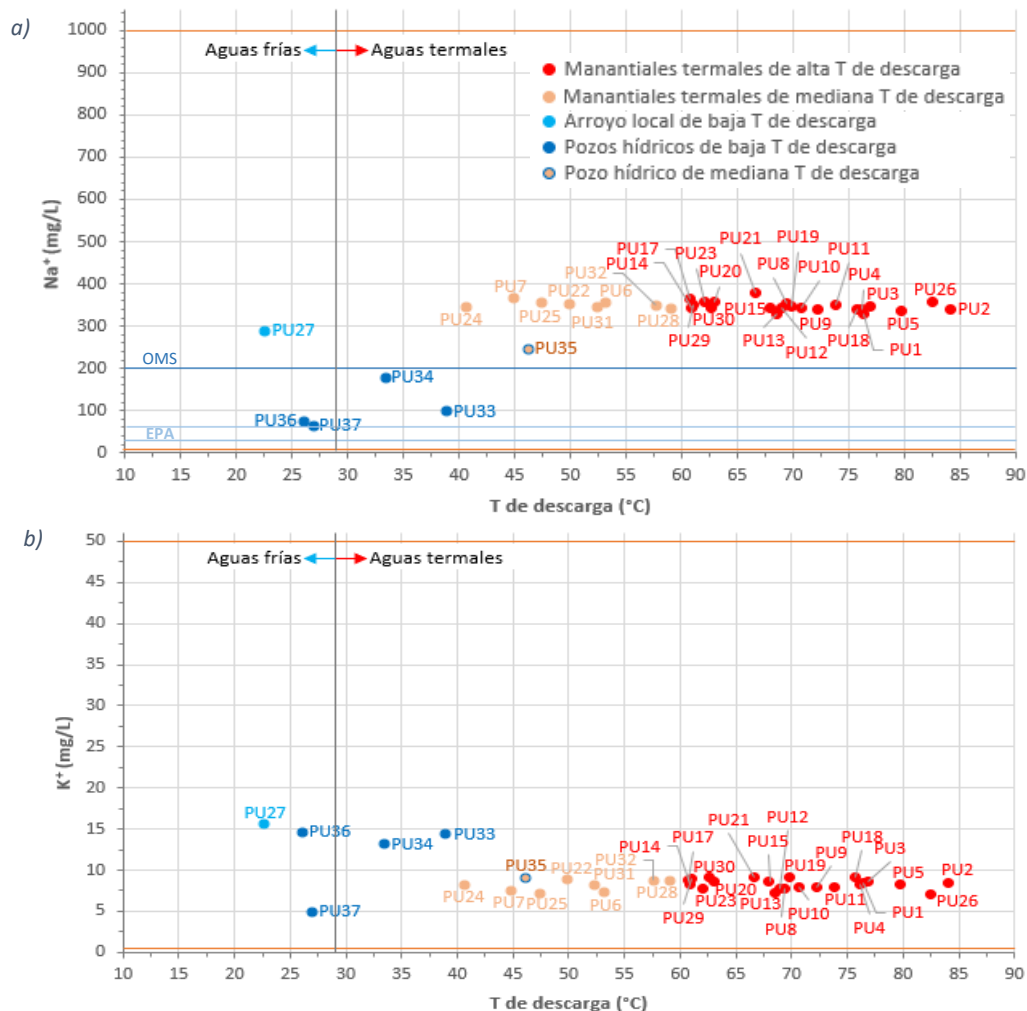 a)
1000
900
800
700
600
500
400
300
200
100
0
Na⁺ (mg/L)
Aguas frías
Aguas termales
Manantiales termales de alta T de descarga
Manantiales termales de mediana T de descarga
Arroyo local de baja T de descarga
Pozos hídricos de baja T de descarga
Pozo hídrico de mediana T de descarga
PU21
PU19
PU17
PU23
PU11
PU14
PU8
PU32
PU20
PU10
PU4
PU7
PU22
PU6
PU3
PU26
PU24
PU25
PU31
PU28
PU30
PU15
PU9
PU5
PU2
PU29
PU13
PU12
PU18
PU1
PU27
PU35
OMS
PU34
PU33
PU36
PU37
EPA
10 15 20 25 30 35 40 45 50 55 60 65 70 75 80 85 90
T de descarga (°C)
b)
50
45
40
35
30
25
20
15
10
5
0
K⁺ (mg/L)
Aguas frías
Aguas termales
PU27
PU36
PU33
PU34
PU37
PU21
PU12
PU14
PU17
PU15
PU18
PU9
PU3
PU35
PU22
PU32
PU31
PU30
PU19
PU5
PU2
PU24
PU7
PU25
PU6
PU28
PU23
PU20
PU13
PU10
PU11
PU1
PU26
PU29
PU8
PU4
10 15 20 25 30 35 40 45 50 55 60 65 70 75 80 85 90
T de descarga (°C)